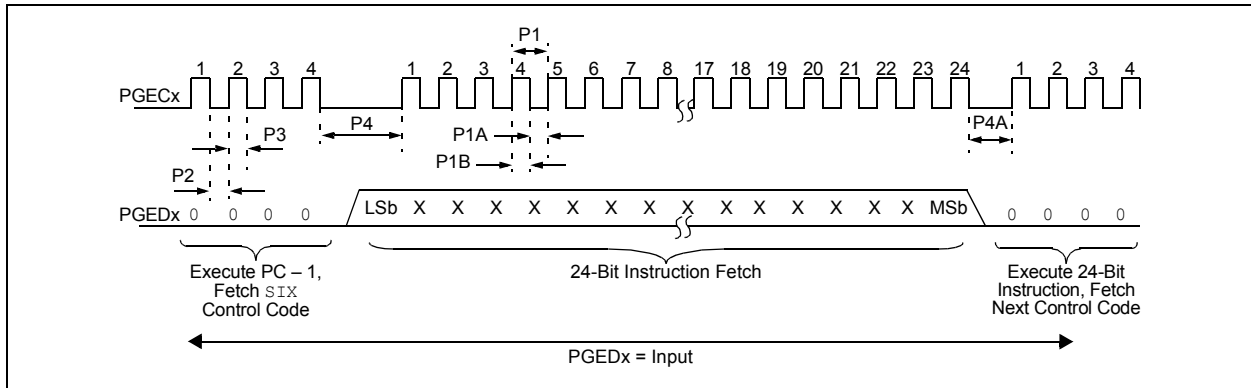 P1
1 2 3 4 1 2 3 4 5 6 7 8 17 18 19 20 21 22 23 24 1 2 3 4
PGECx
P3 P4 P1A P4A
P1B
P2
PGEDx 0 0 0 0 LSb X X X X X X X X X X X X X MSb 0 0 0 0
Execute PC – 1,
Fetch SIX
Control Code
24-Bit Instruction Fetch
Execute 24-Bit
Instruction, Fetch
Next Control Code
PGEDx = Input